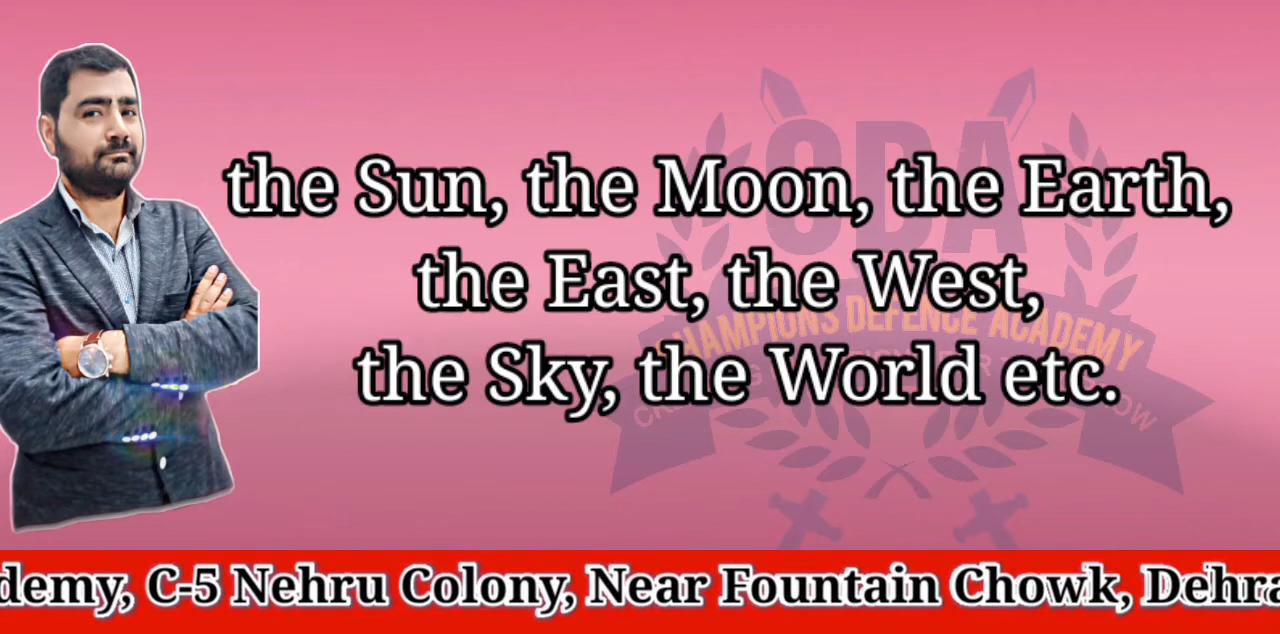 the Sun, the Moon, the Earth,
the East, the West,
the Sky, the World etc.
CDA
CHAMPIONS DEFENCE ACADEMY
demy, C-5 Nehru Colony, Near Fountain Chowk, Dehra